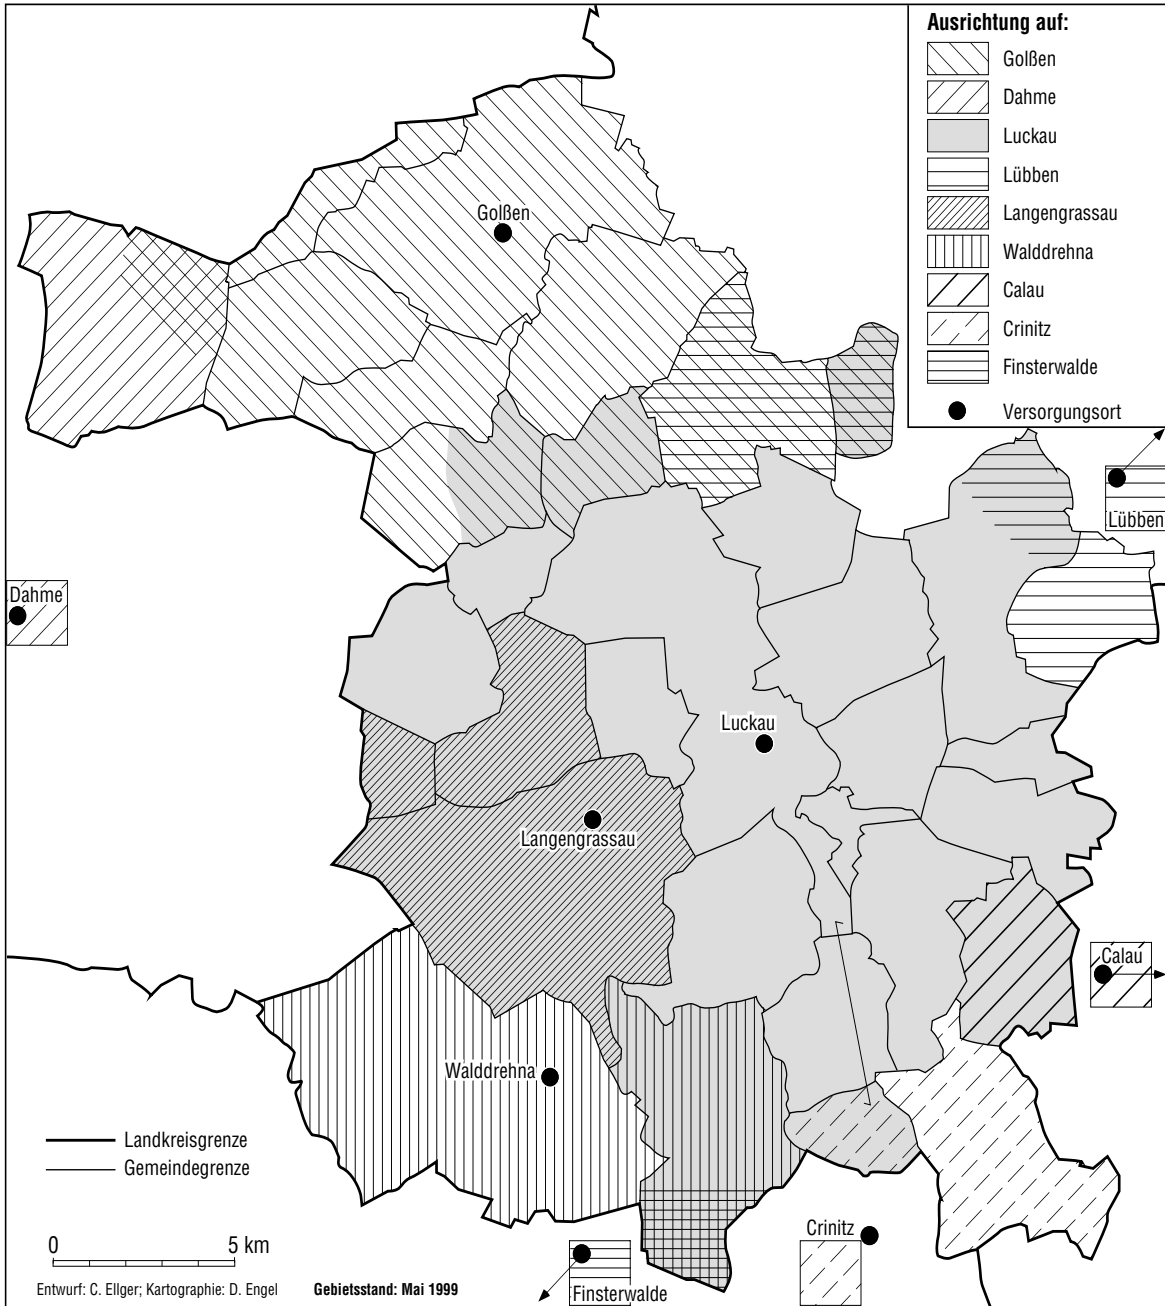 Ausrichtung auf:
Golßen
Dahme
Luckau
Lübben
Langengrassau
Walddrehna
Calau
Crinitz
Finsterwalde
Versorgungsort
Golßen
Lübben
Dahme
Luckau
Langengrassau
Calau
Walddrehna
Landkreisgrenze
Gemeindegrenze
Crinitz
0 5 km
Finsterwalde
Entwurf: C. Ellger; Kartographie: D. Engel Gebietsstand: Mai 1999